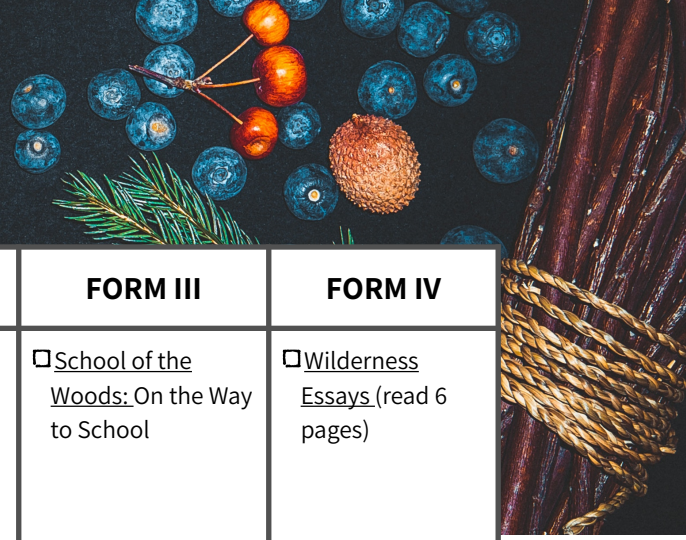 FORM III
FORM IV
School of the
Woods: On the Way
to School
Wilderness
Essays (read 6
pages)